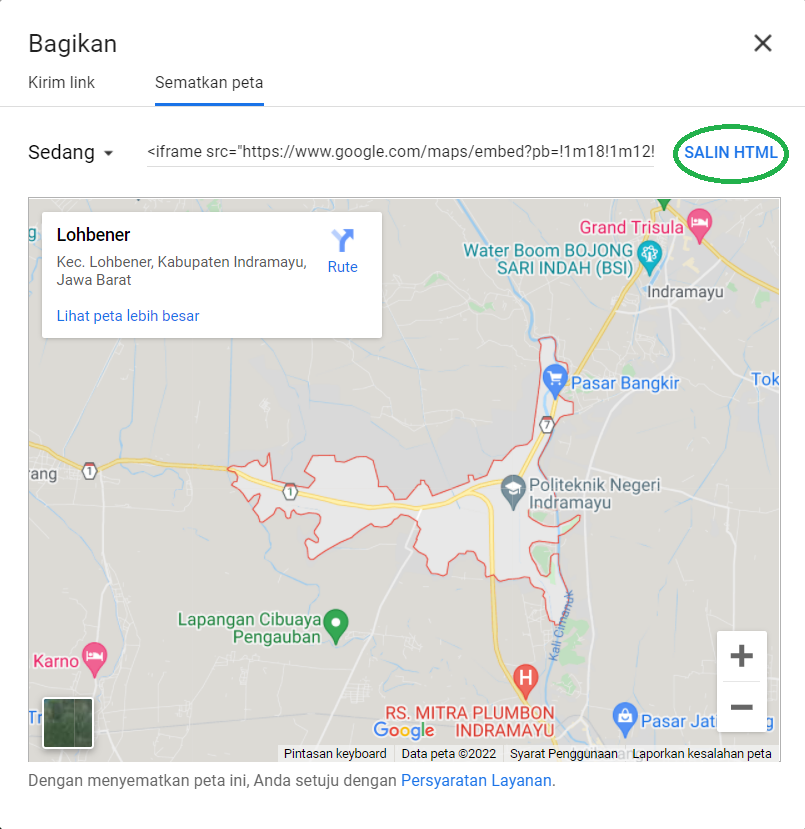 Bagikan
Kirim link
Sematkan peta
Sedang
<iframe src="https://www.google.com/maps/embed?pb=!1m18!1m12!
SALIN HTML
Lohbener
Kec. Lohbener, Kabupaten Indramayu,
Jawa Barat
Rute
Lihat peta lebih besar
g
Grand Trisula
Water Boom BOJONG
SARI INDAH (BSI)
Indramayu
Pasar Bangkir
Tok
7
rang
1
1
Politeknik Negeri
Indramayu
Lapangan Cibuaya
Pengauban
Kali Cimanuk
Karno
H
RS. MITRA PLUMBON
INDRAMAYU
Tr
Google
Pasar Jati
g
Pintasan keyboard
Data peta ©2022
Syarat Penggunaan
Laporkan kesalahan peta
Dengan menyematkan peta ini, Anda setuju dengan Persyaratan Layanan.